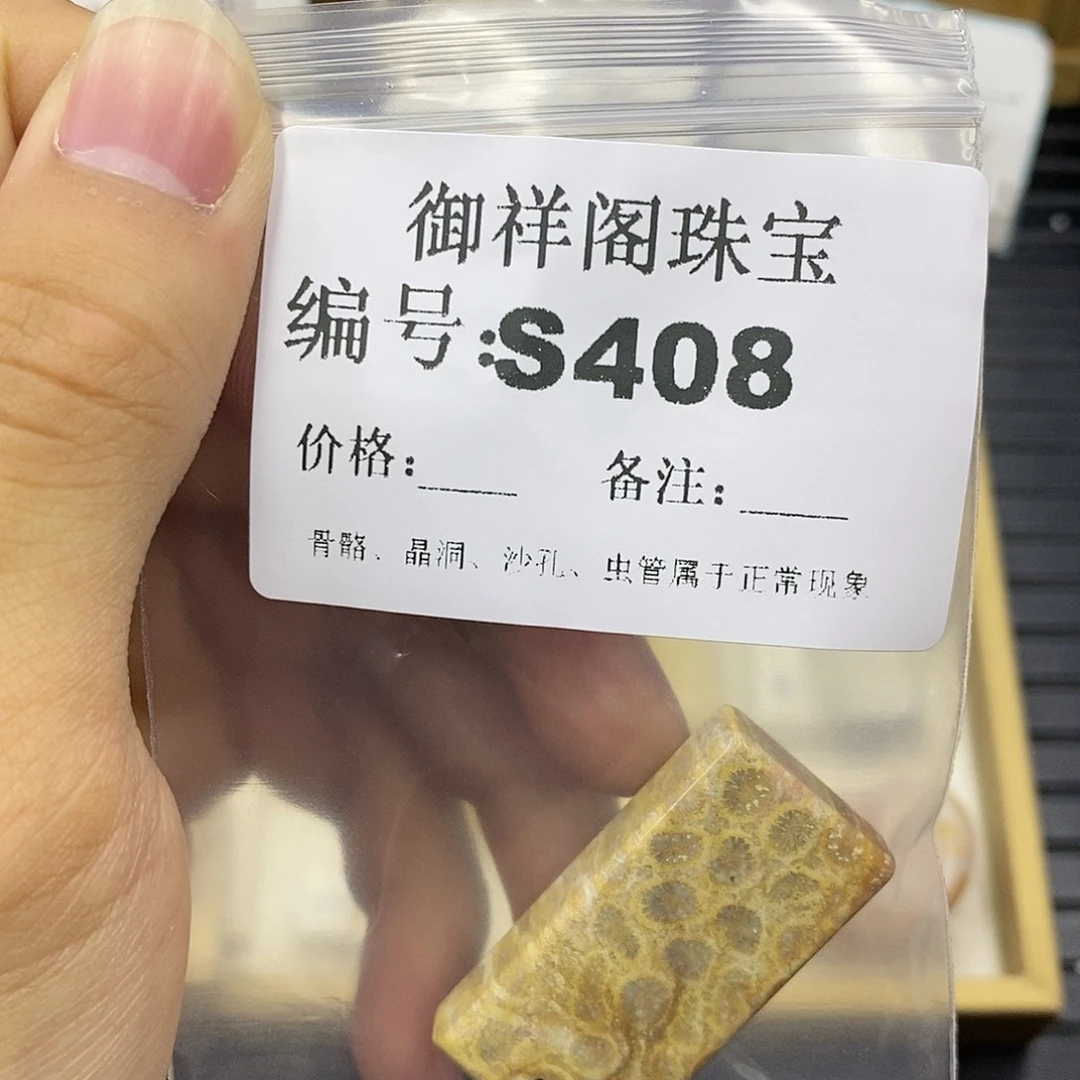 御祥阁珠宝
编号:S408
价格:____ 备注:____
骨骼、晶洞、沙孔、虫管属于正常现象